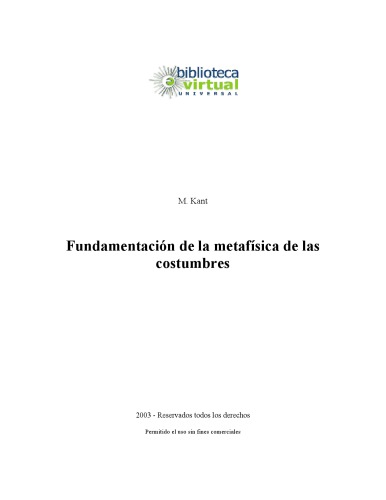 biblioteca
virtual
UNIVERSAL
M. Kant
Fundamentación de la metafísica de las
costumbres
2003 - Reservados todos los derechos
Permitido el uso sin fines comerciales